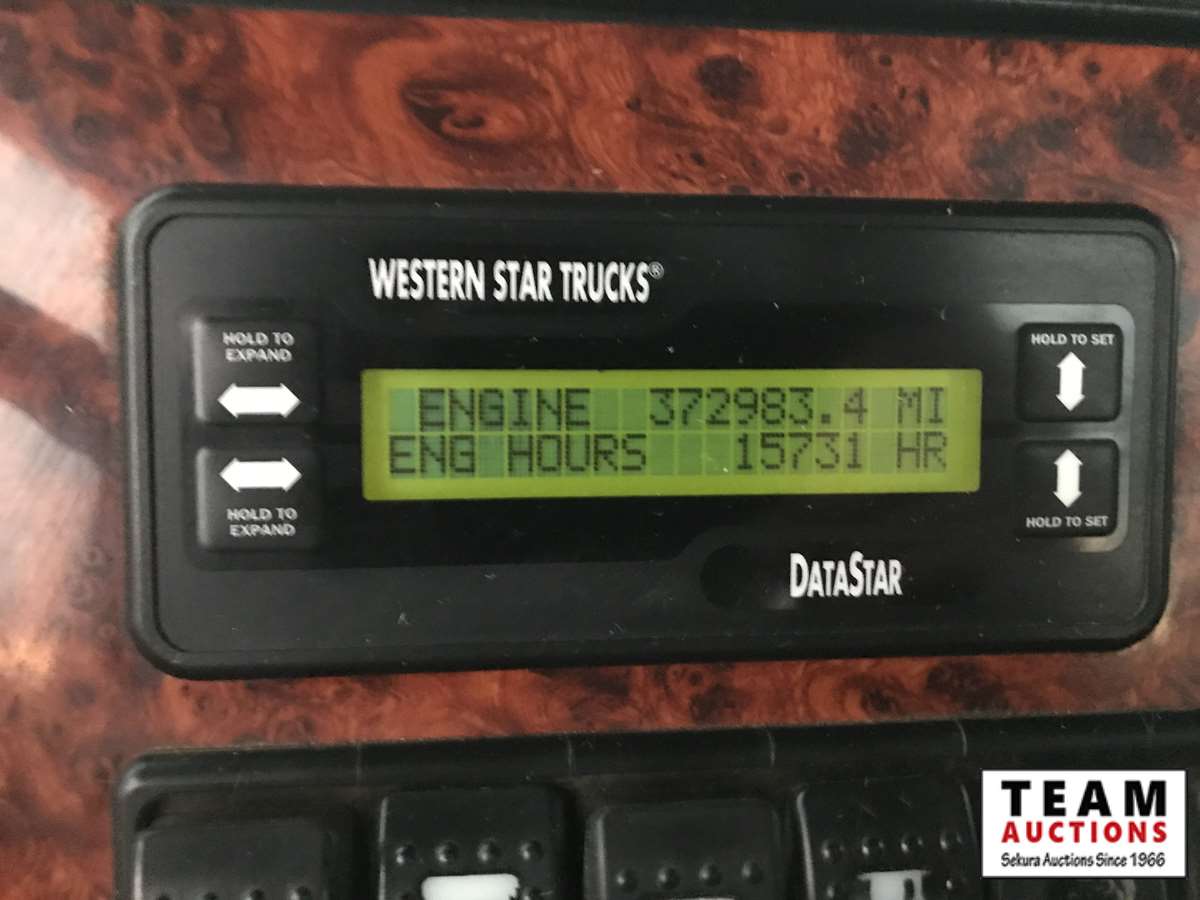 WESTERN STAR TRUCKS®
HOLD TO
EXPAND
HOLD TO SET
ENGINE 372983.4 MI
ENG HOURS 15731 HR
HOLD TO
EXPAND
HOLD TO SET
DATASTAR
TEAM
AUCTIONS
Sekura Auctions Since 1966